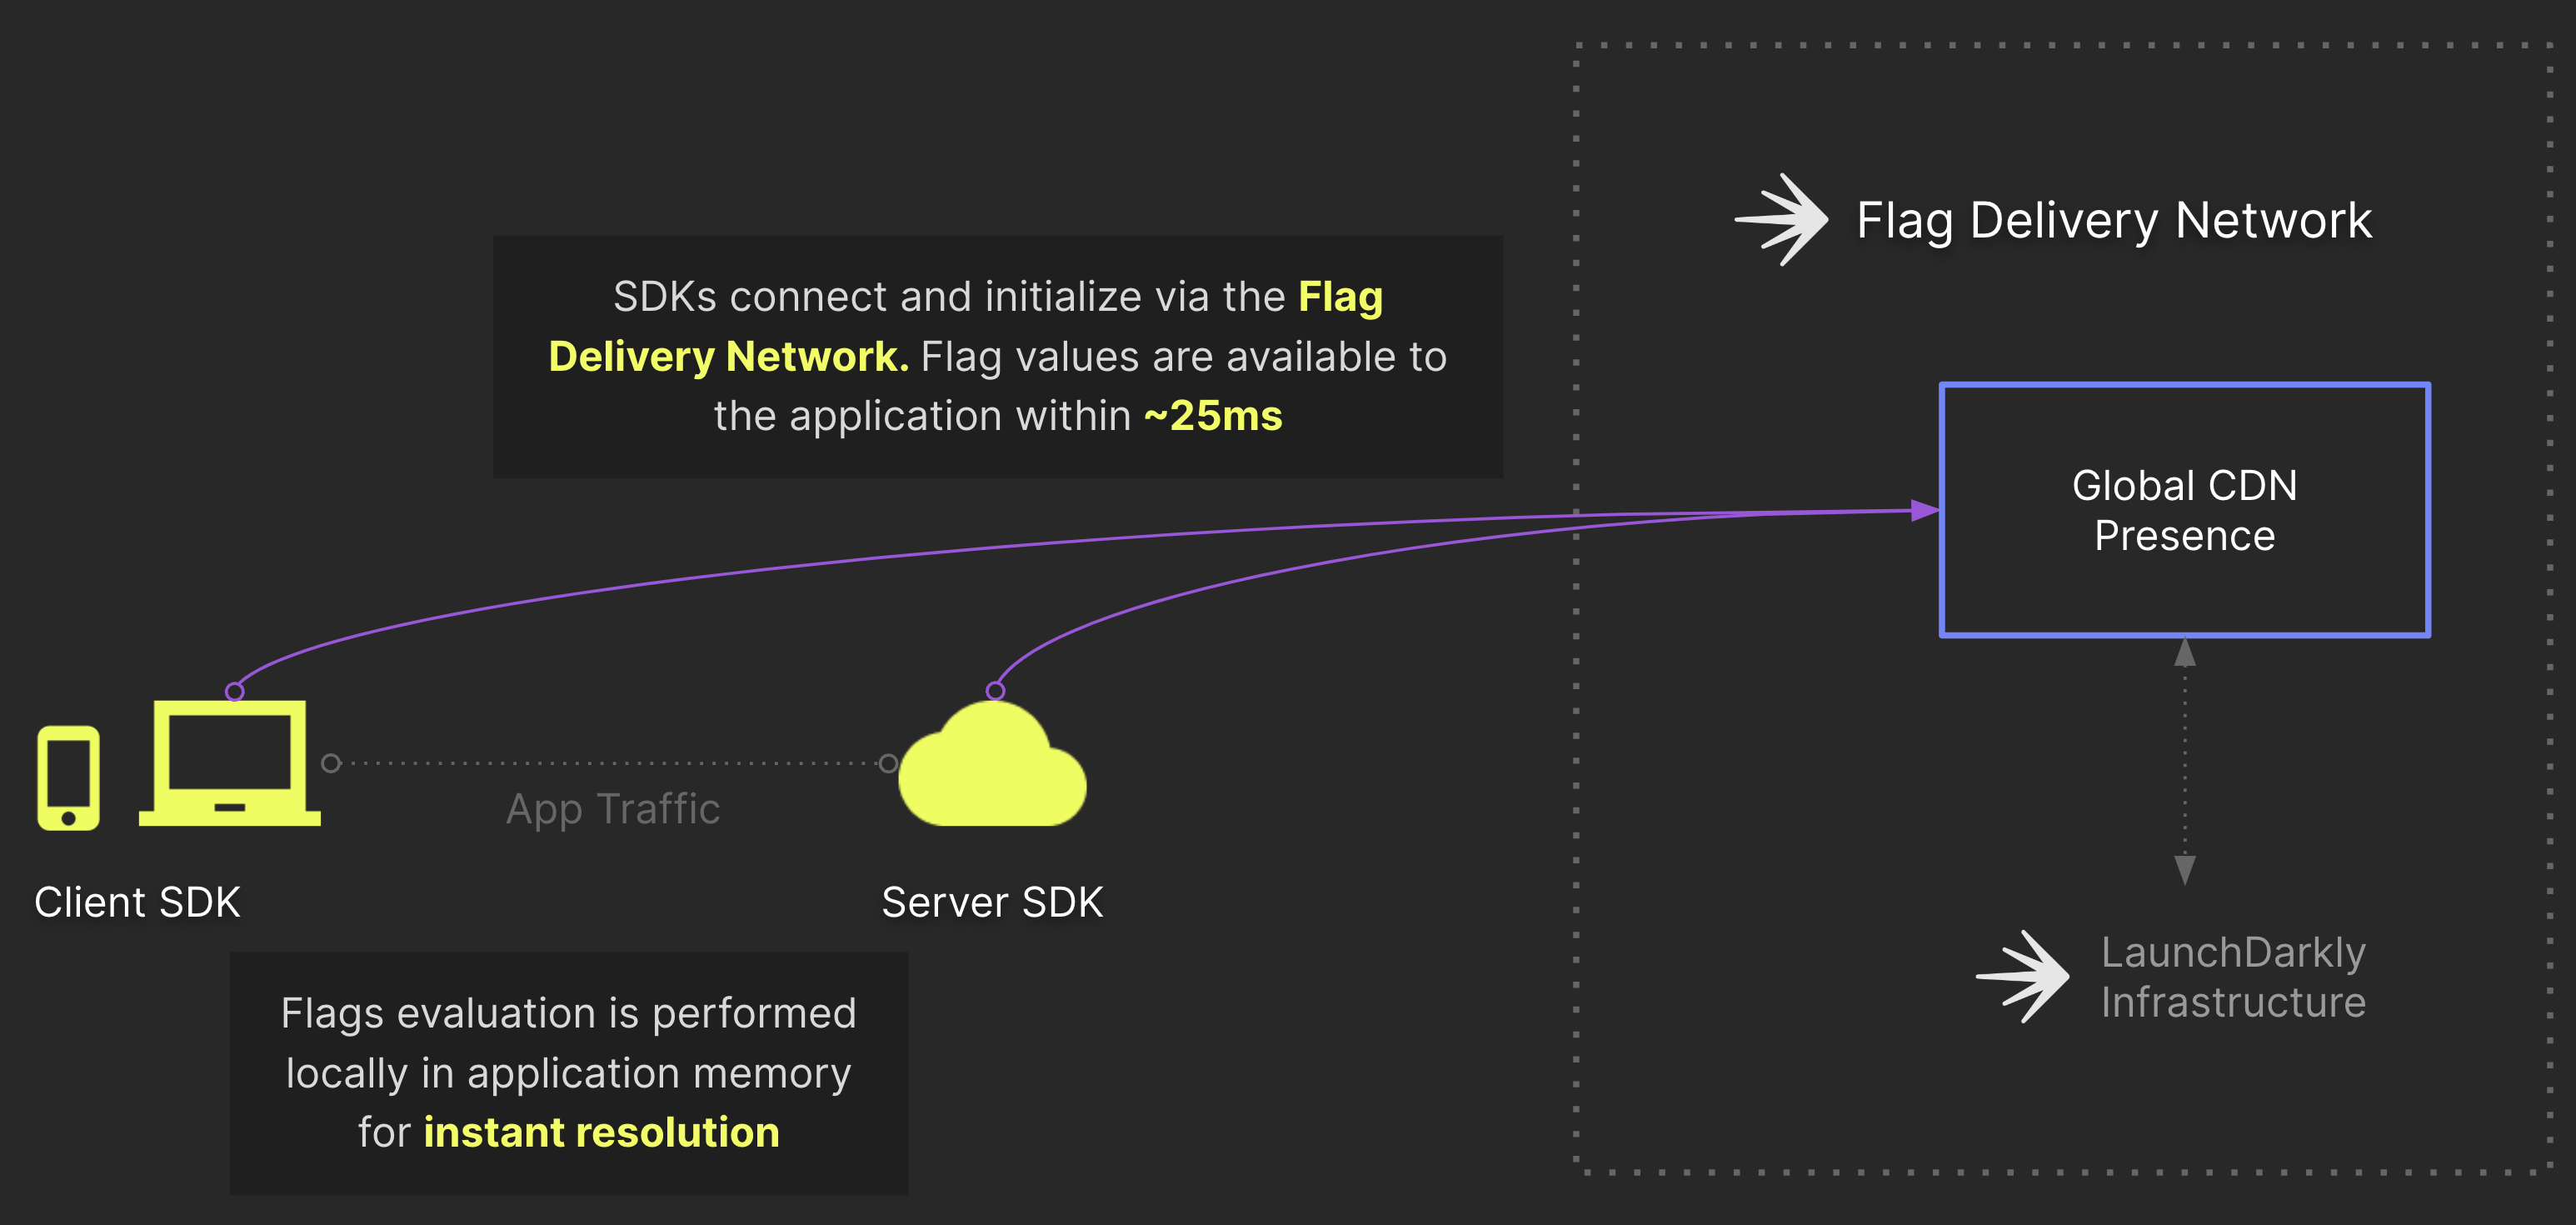 Flag Delivery Network
SDKs connect and initialize via the Flag
Delivery Network. Flag values are available to
the application within ~25ms
Global CDN
Presence
App Traffic
Client SDK
Server SDK
LaunchDarkly
Infrastructure
Flags evaluation is performed
locally in application memory
for instant resolution